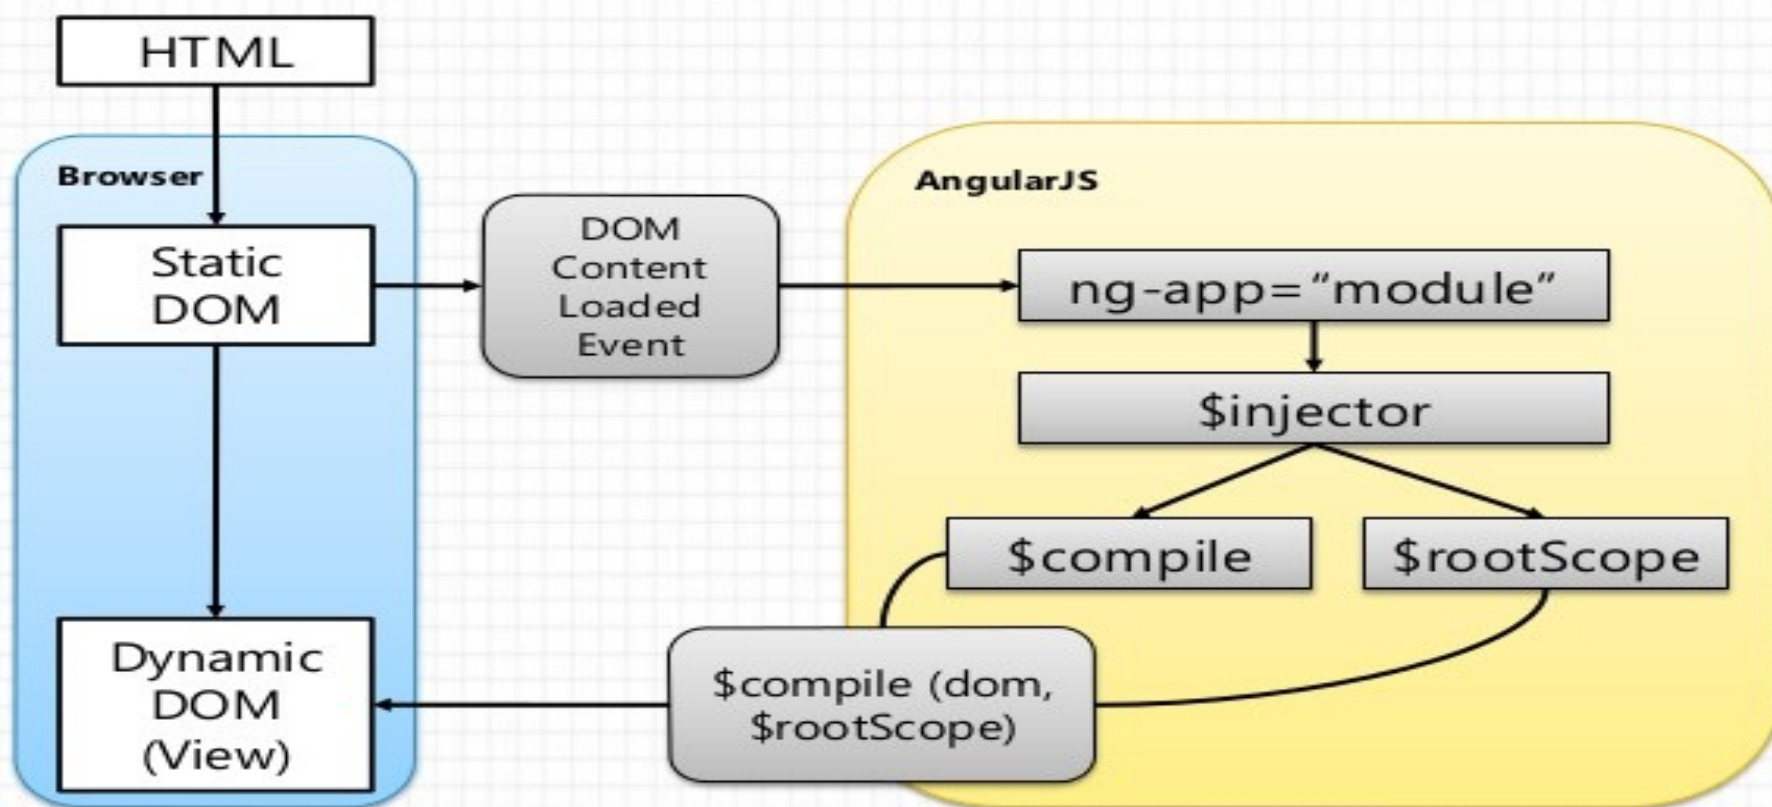 HTML
Browser
Static
DOM
DOM
Content
Loaded
Event
AngularJS
ng-app=“module”
$injector
$compile
$rootScope
$compile (dom,
$rootScope)
Dynamic
DOM
(View)